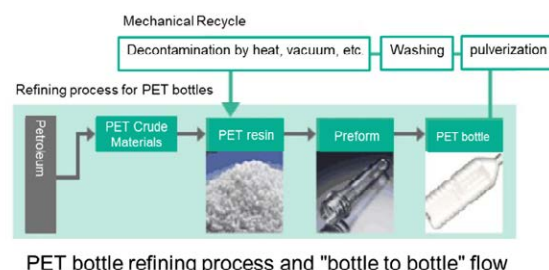 Mechanical Recycle
Decontamination by heat, vacuum, etc.
Washing
pulverization
Refining process for PET bottles
Petroleum
PET Crude
Materials
PET resin
Preform
PET bottle
PET bottle refining process and "bottle to bottle" flow